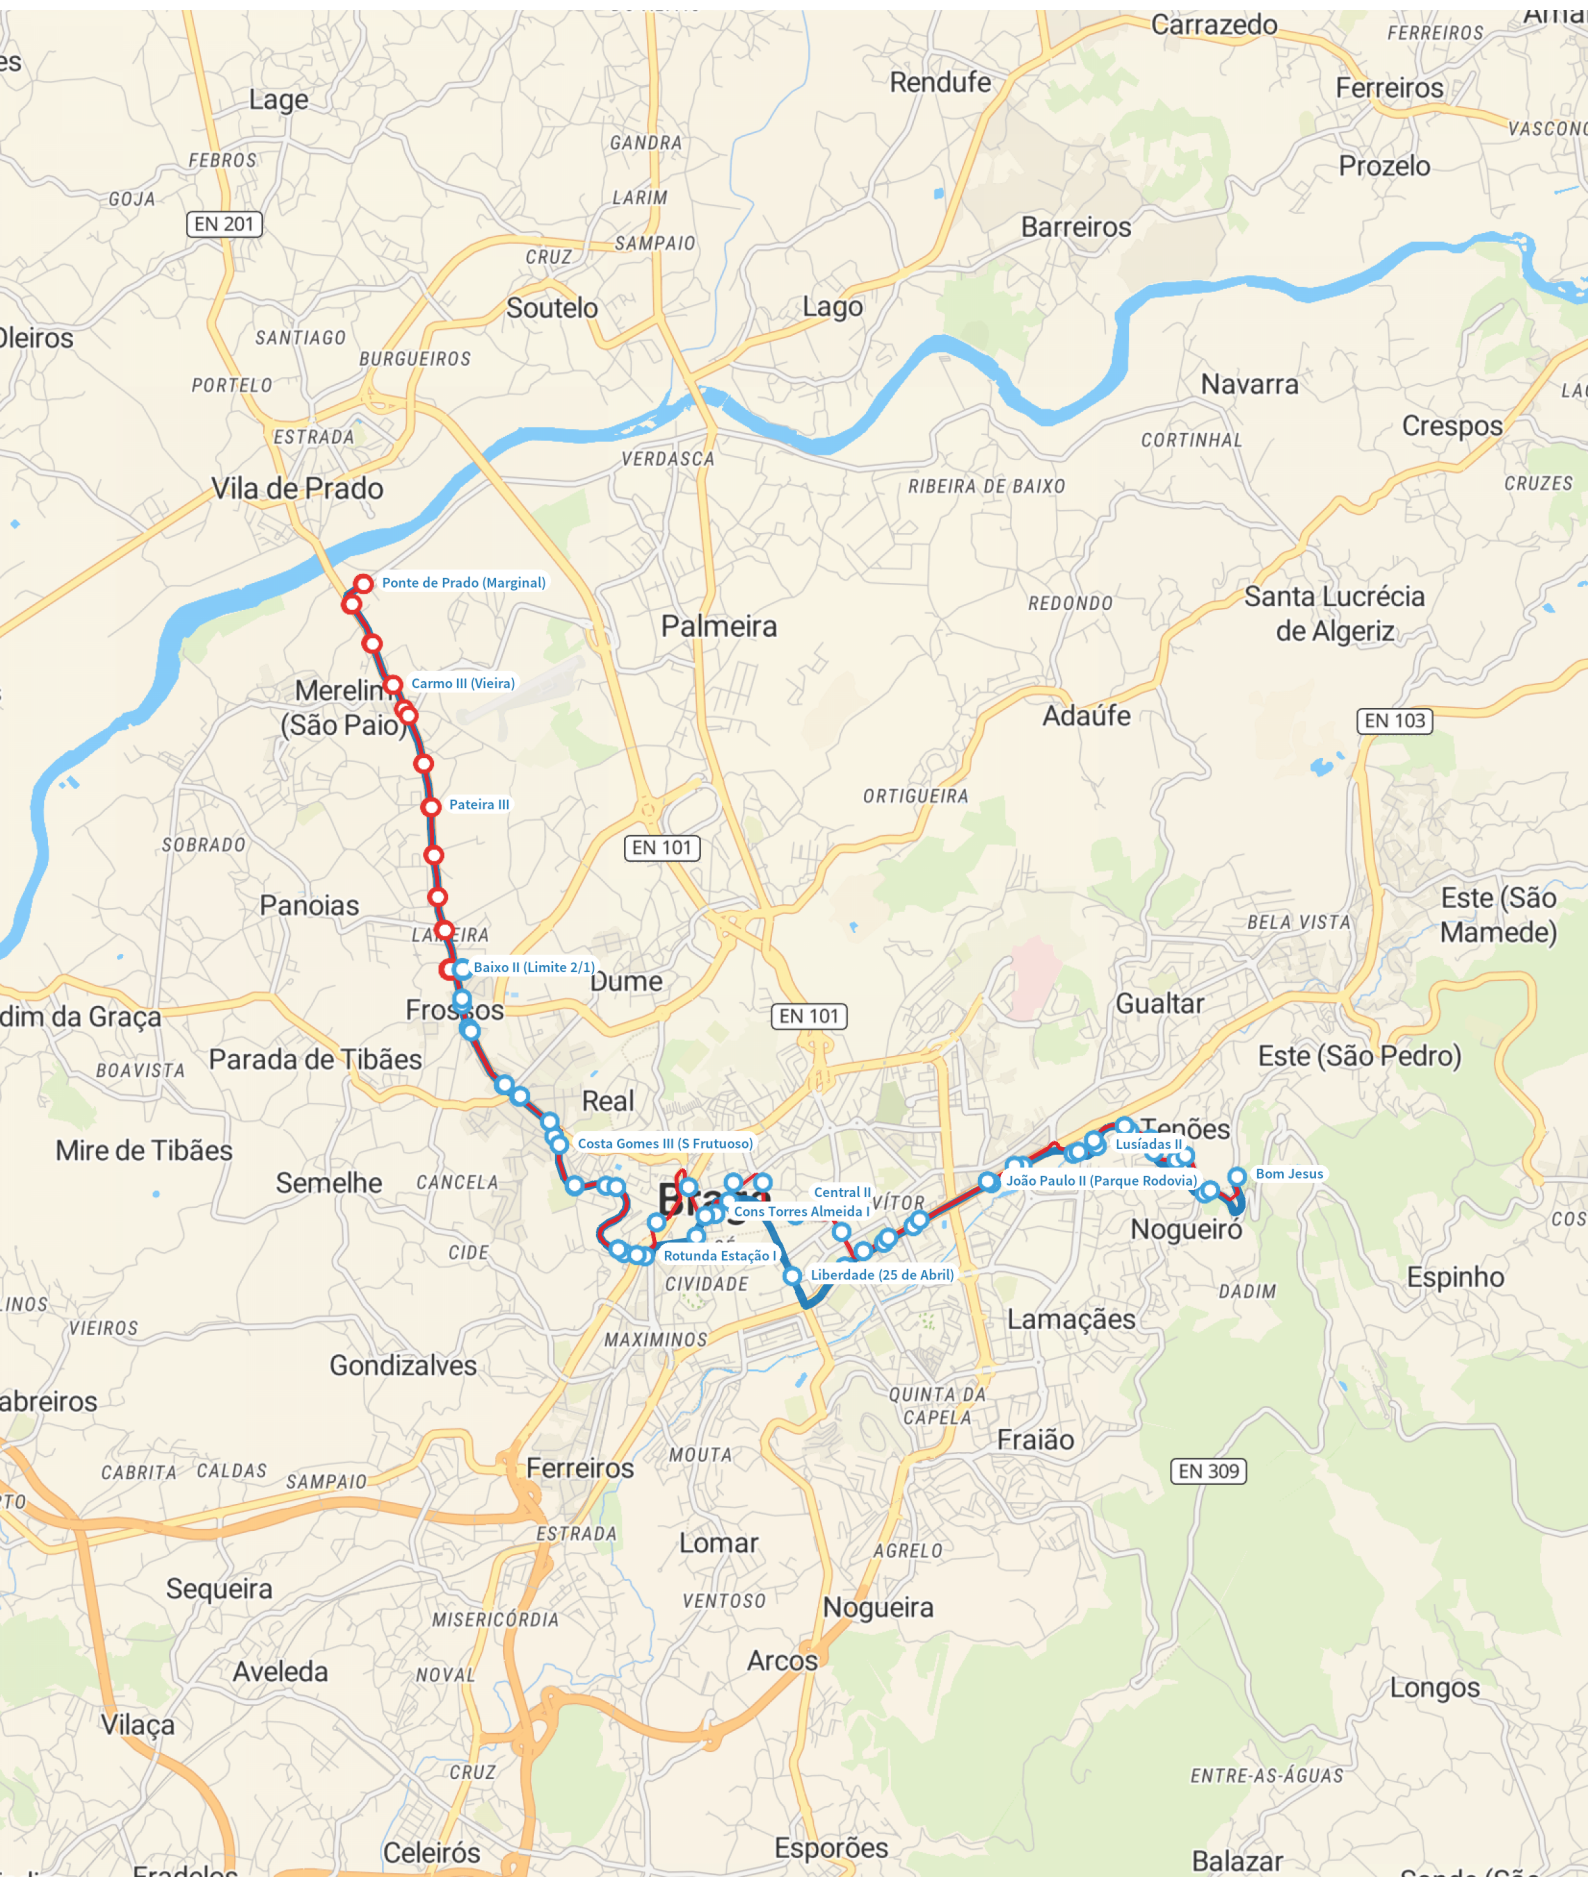 Carrazedo
FERREIROS
Lage
Rendufe
Ferreiros
VASCONC
FEBROS
GANDRA
Prozelo
GOJA
LARIM
EN 201
SAMPAIO
Barreiros
CRUZ
Soutelo
Lago
SANTIAGO
BURGUEIROS
PORTELO
Navarra
Crespos
ESTRADA
CORTINHAL
VERDASCA
Vila de Prado
RIBEIRA DE BAIXO
CRUZES
Ponte de Prado (Marginal)
REDONDO
Santa Lucrécia
de Algeriz
Palmeira
Carmo III (Vieira)
Merelim
(São Paio)
Adaúfe
EN 103
Pateira III
ORTIGUEIRA
SOBRADO
EN 101
Panoias
Este (São
Mamede)
BELA VISTA
LAMEIRA
Baixo II (Limite 2/1)
Dume
Frossos
Gualtar
dim da Graça
EN 101
Parada de Tibães
BOAVISTA
Este (São Pedro)
Real
Tenões
Mire de Tibães
Costa Gomes III (S Frutuoso)
Lusíadas II
Semelhe
CANCELA
Braga
Bom Jesus
João Paulo II (Parque Rodovia)
Central II
VÍTOR
Cons Torres Almeida I
Nogueiró
CIDE
SÉ
Rotunda Estação I
CIVIDADE
Liberdade (25 de Abril)
Espinho
DADIM
LINOS
VIEIROS
Lamaçães
MAXIMINOS
Gondizalves
QUINTA DA
CAPELA
abreiros
Fraião
MOUTA
CABRITA
CALDAS
SAMPAIO
Ferreiros
EN 309
ESTRADA
Lomar
AGRELO
Sequeira
VENTOSO
Nogueira
MISERICÓRDIA
Arcos
Aveleda
NOVAL
Longos
Vilaça
CRUZ
ENTRE-AS-ÁGUAS
Celeirós
Esporões
Balazar